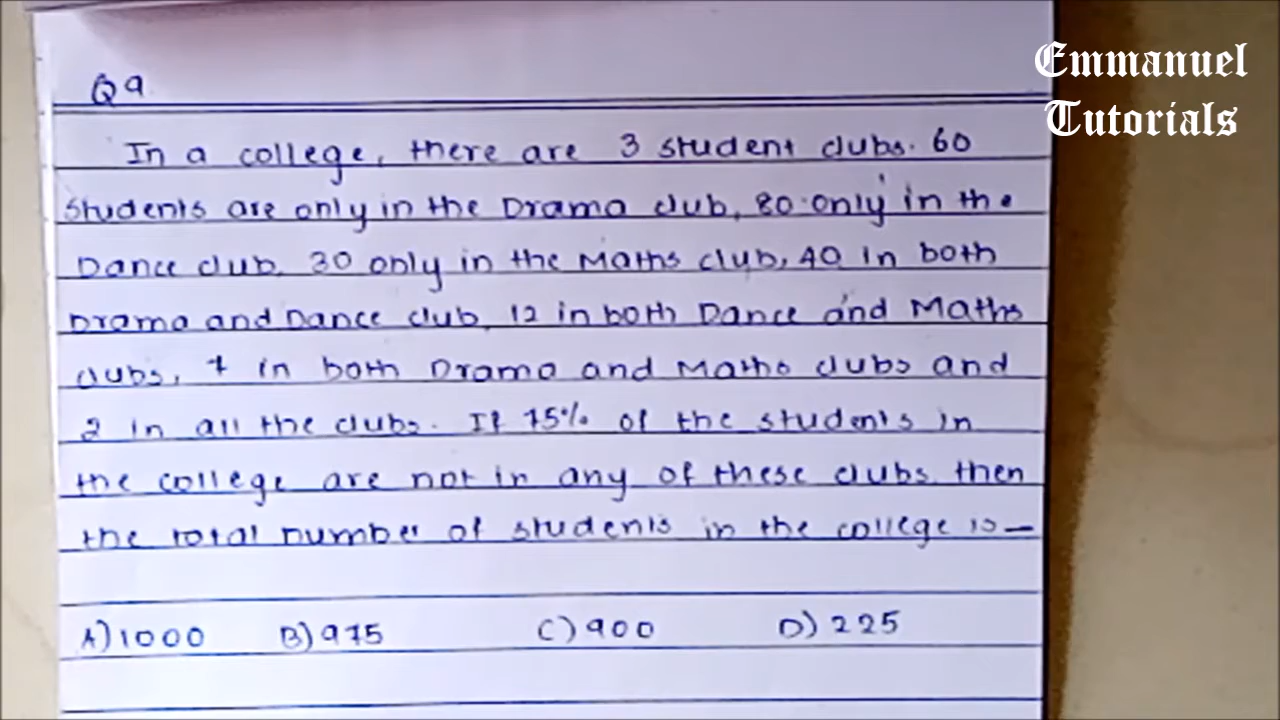 Emmanuel
Tutorials
Q9
In a college, there are 3 student clubs. 60
students are only in the Drama club, 80 only in the
Dance club, 30 only in the Maths club, 40 in both
Drama and Dance club, 12 in both Dance and Maths
clubs, 7 in both Drama and Maths clubs and
2 in all the clubs. If 75% of the students in
the college are not in any of these clubs then
the total number of students in the college is —
A) 1000 B) 975 C) 900 D) 225